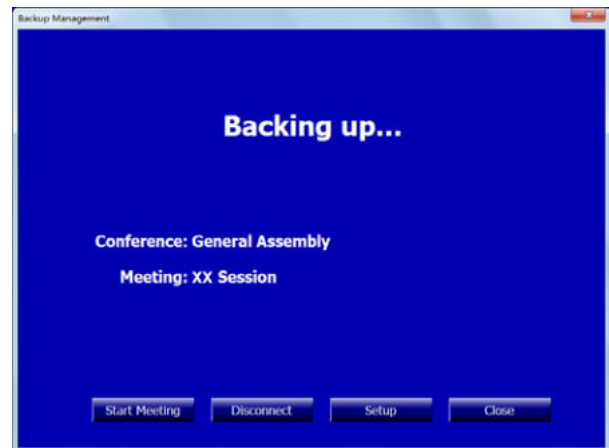 Backup Management
Backing up...
Conference: General Assembly
Meeting: XX Session
Start Meeting Disconnect Setup Close